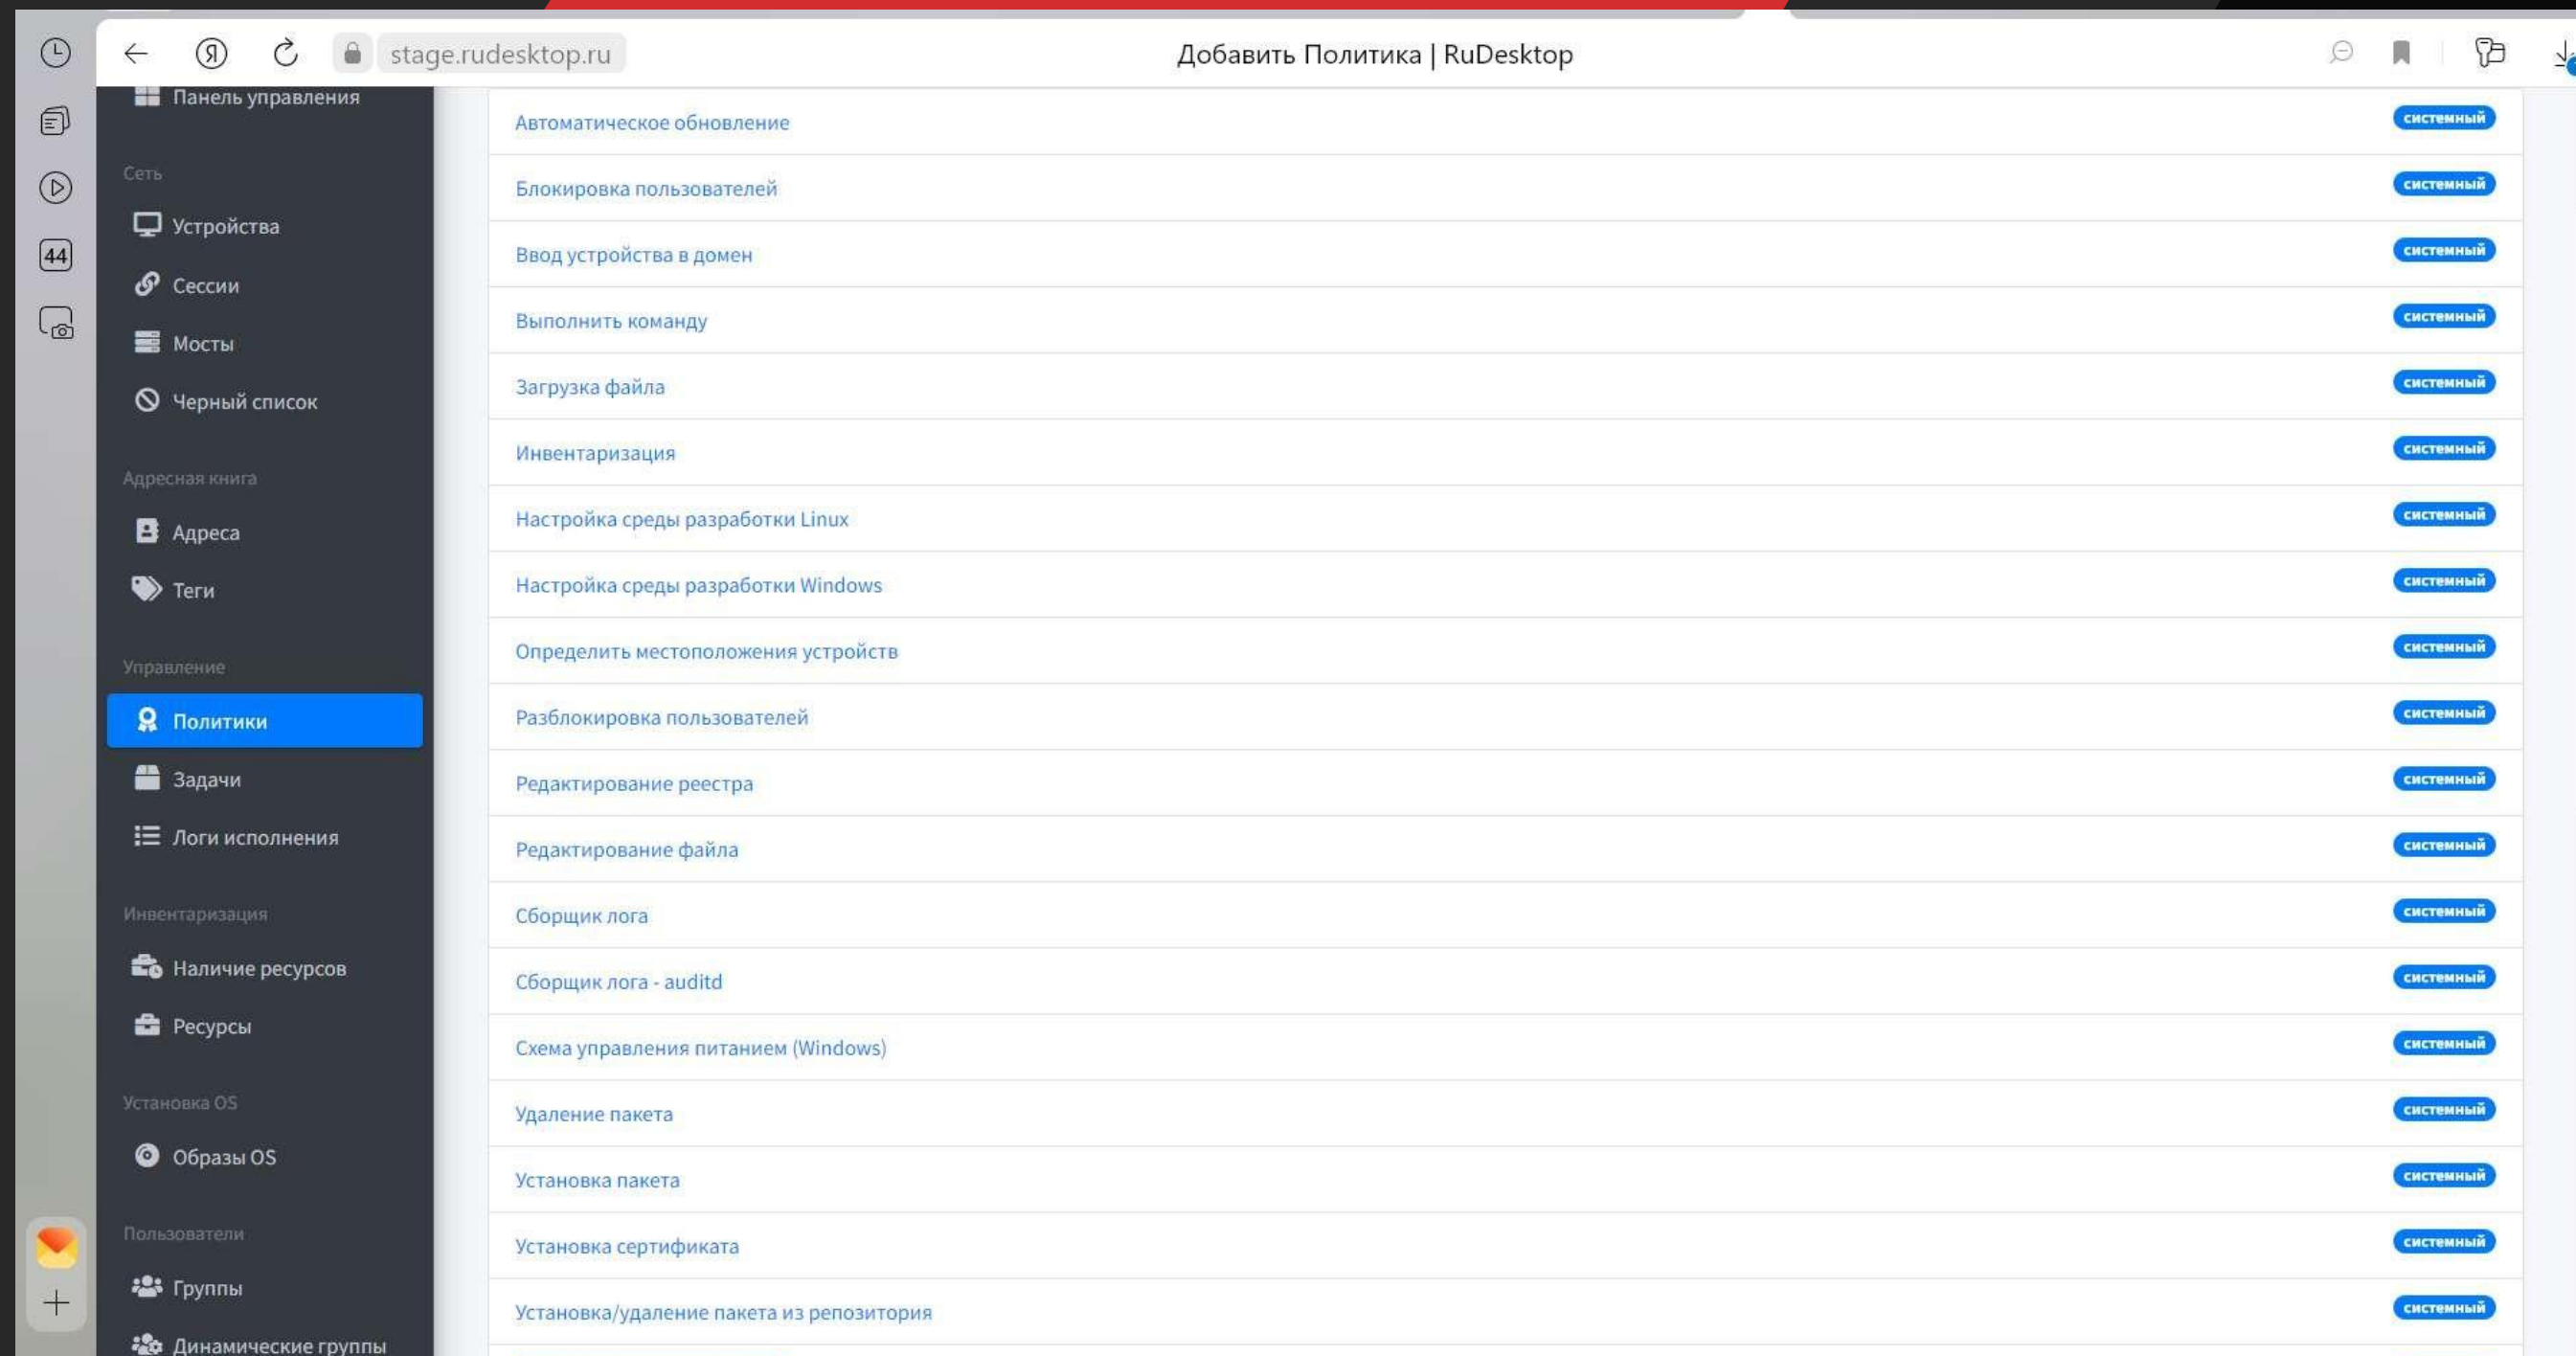 stage.rudesktop.ru
Добавить Политика | RuDesktop
44
Панель управления
Сеть
Устройства
Сессии
Мосты
Черный список
Адресная книга
Адреса
Теги
Управление
Политики
Задачи
Логи исполнения
Инвентаризация
Наличие ресурсов
Ресурсы
Установка OS
Образы OS
Пользователи
Группы
Динамические группы
Автоматическое обновление системный
Блокировка пользователей системный
Ввод устройства в домен системный
Выполнить команду системный
Загрузка файла системный
Инвентаризация системный
Настройка среды разработки Linux системный
Настройка среды разработки Windows системный
Определить местоположения устройств системный
Разблокировка пользователей системный
Редактирование реестра системный
Редактирование файла системный
Сборщик лога системный
Сборщик лога - auditd системный
Схема управления питанием (Windows) системный
Удаление пакета системный
Установка пакета системный
Установка сертификата системный
Установка/удаление пакета из репозитория системный